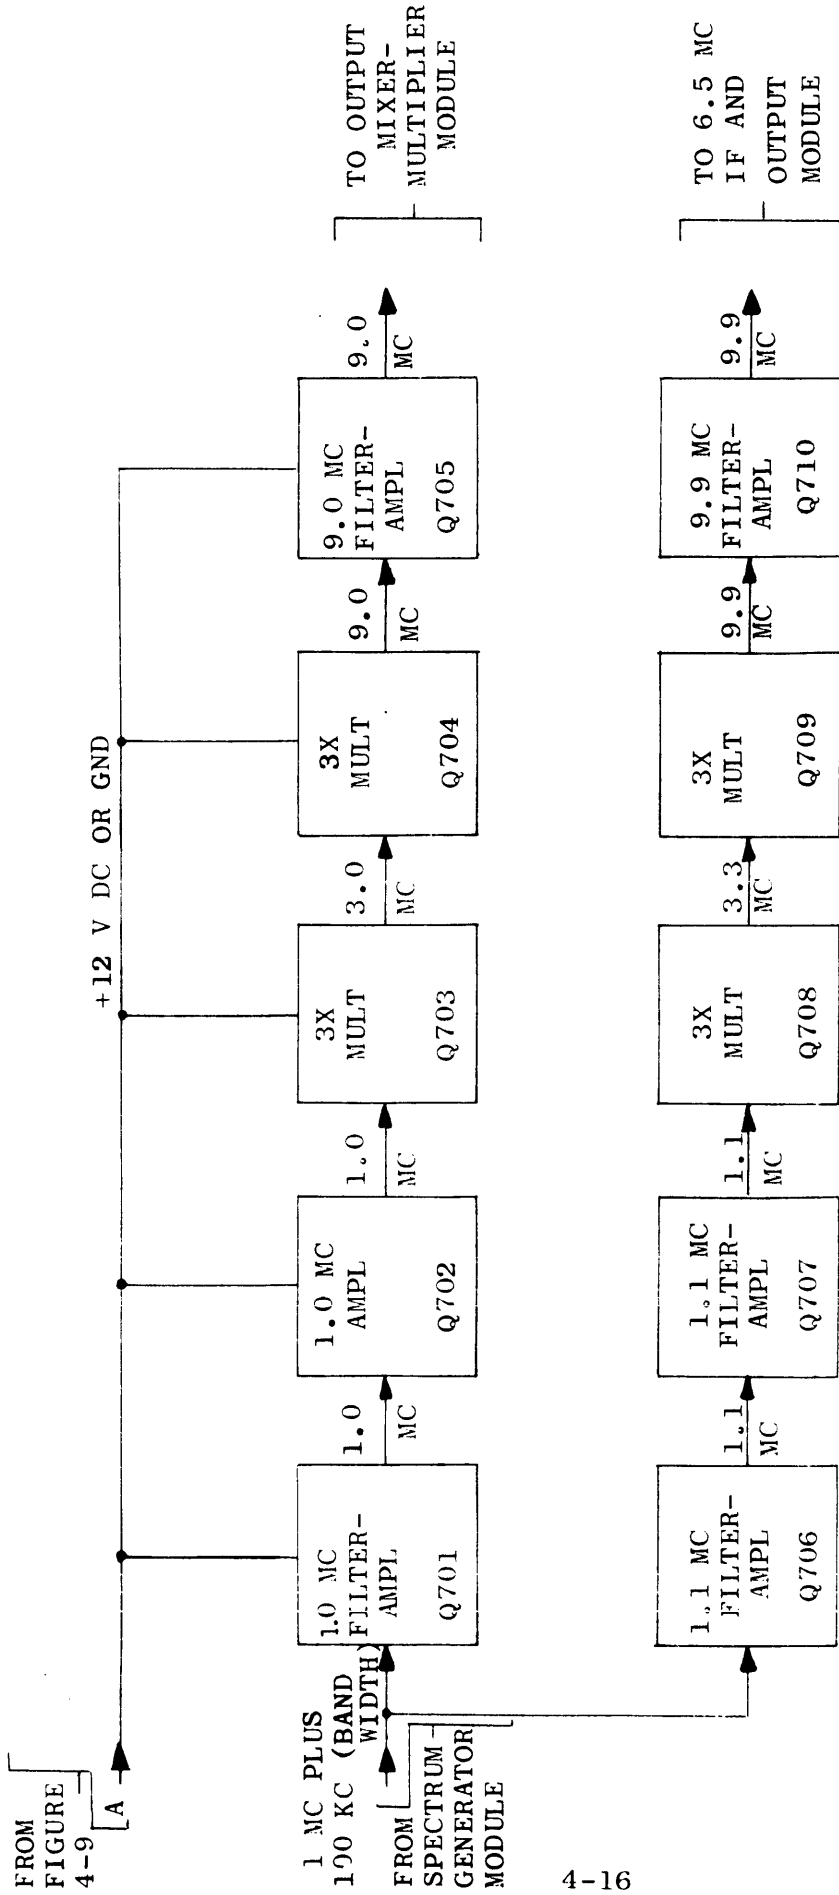 FROM
FIGURE
4-9
A
+12 V DC OR GND
1 MC PLUS
100 KC (BAND
WIDTH)
FROM
SPECTRUM
GENERATOR
MODULE
1.0 MC
FILTER-
AMPL
Q701
1.0
MC
1.0 MC
AMPL
Q702
1.0
MC
3X
MULT
Q703
3.0
MC
3X
MULT
Q704
9.0
MC
9.0 MC
FILTER-
AMPL
Q705
9.0
MC
TO OUTPUT
MIXER-
MULTIPLIER
MODULE
1.1 MC
FILTER-
AMPL
Q706
1.1
MC
1.1 MC
FILTER-
AMPL
Q707
1.1
MC
3X
MULT
Q708
3.3
MC
3X
MULT
Q709
9.9
MC
9.9 MC
FILTER-
AMPL
Q710
9.9
MC
TO 6.5 MC
IF AND
OUTPUT
MODULE
4-16